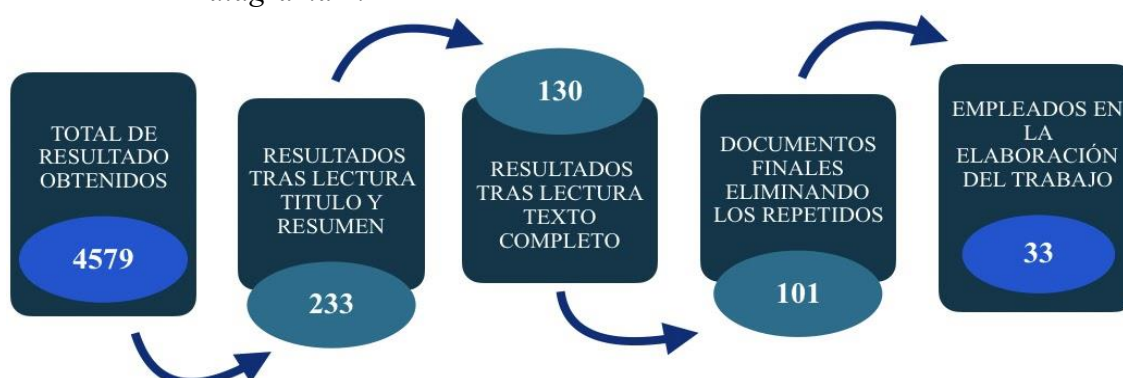 TOTAL DE
RESULTADO
OBTENIDOS
4579
RESULTADOS
TRAS LECTURA
TITULO Y
RESUMEN
233
130
RESULTADOS
TRAS LECTURA
TEXTO
COMPLETO
DOCUMENTOS
FINALES
ELIMINANDO
LOS REPETIDOS
101
EMPLEADOS EN
LA
ELABORACIÓN
DEL TRABAJO
33